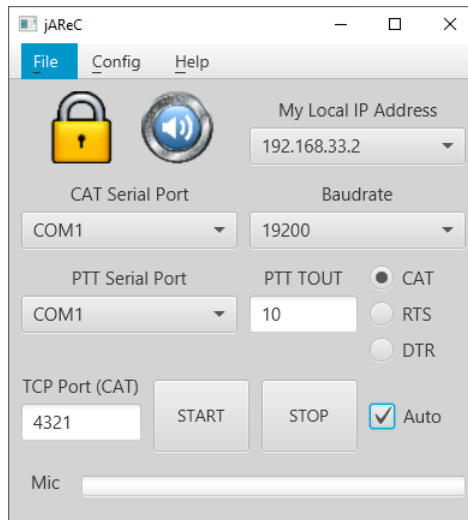 jAReC
File Config Help
My Local IP Address
192.168.33.2
CAT Serial Port Baudrate
COM1 19200
PTT Serial Port PTT TOUT CAT
COM1 10 RTS
DTR
TCP Port (CAT)
4321 START STOP Auto
Mic